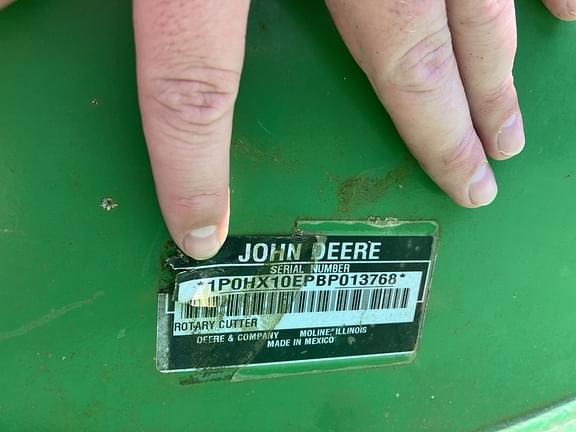 JOHN DEERE
SERIAL NUMBER
*1P0HX10EPBP013768*
ROTARY CUTTER
DEERE & COMPANY MOLINE, ILLINOIS
MADE IN MEXICO